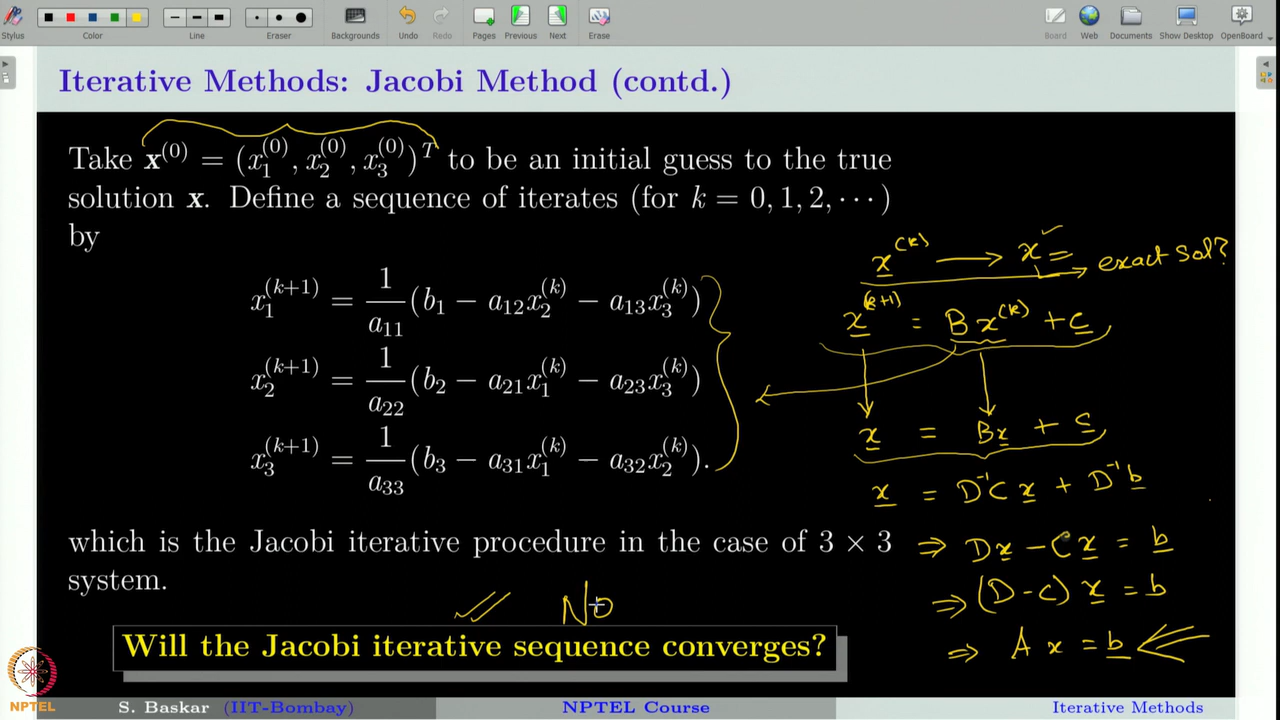 Stylus Color Line Eraser Backgrounds Undo Redo Pages Previous Next Erase Board Web Documents Show Desktop OpenBoard
Iterative Methods: Jacobi Method (contd.)
Take x^(0) = (x_1^(0), x_2^(0), x_3^(0))^T to be an initial guess to the true
solution x. Define a sequence of iterates (for k = 0, 1, 2, ⋯)
by
x_1^(k+1) = 1/a_11 (b_1 − a_12 x_2^(k) − a_13 x_3^(k))
x_2^(k+1) = 1/a_22 (b_2 − a_21 x_1^(k) − a_23 x_3^(k))
x_3^(k+1) = 1/a_33 (b_3 − a_31 x_1^(k) − a_32 x_2^(k)).
which is the Jacobi iterative procedure in the case of 3 × 3
system.
No
Will the Jacobi iterative sequence converges?
x^(k) → x exact sol?
x^(k+1) = B x^(k) + c
x = Bx + c
x = D^-1 C x + D^-1 b
⇒ Dx − Cx = b
⇒ (D − C) x = b
⇒ A x = b
NPTEL
S. Baskar (IIT-Bombay) NPTEL Course Iterative Methods